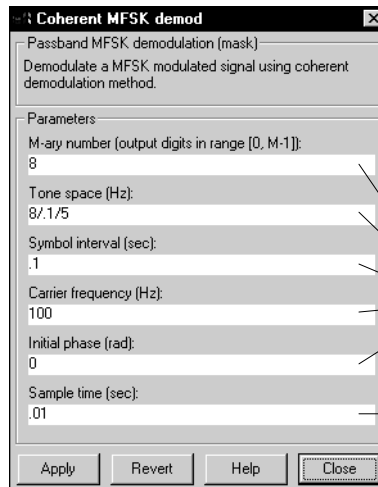 Coherent MFSK demod
Passband MFSK demodulation (mask)
Demodulate a MFSK modulated signal using coherent
demodulation method.
Parameters
M-ary number (output digits in range [0, M-1]):
8
Tone space (Hz):
8/.1/5
Symbol interval (sec):
.1
Carrier frequency (Hz):
100
Initial phase (rad):
0
Sample time (sec):
.01
Apply Revert Help Close